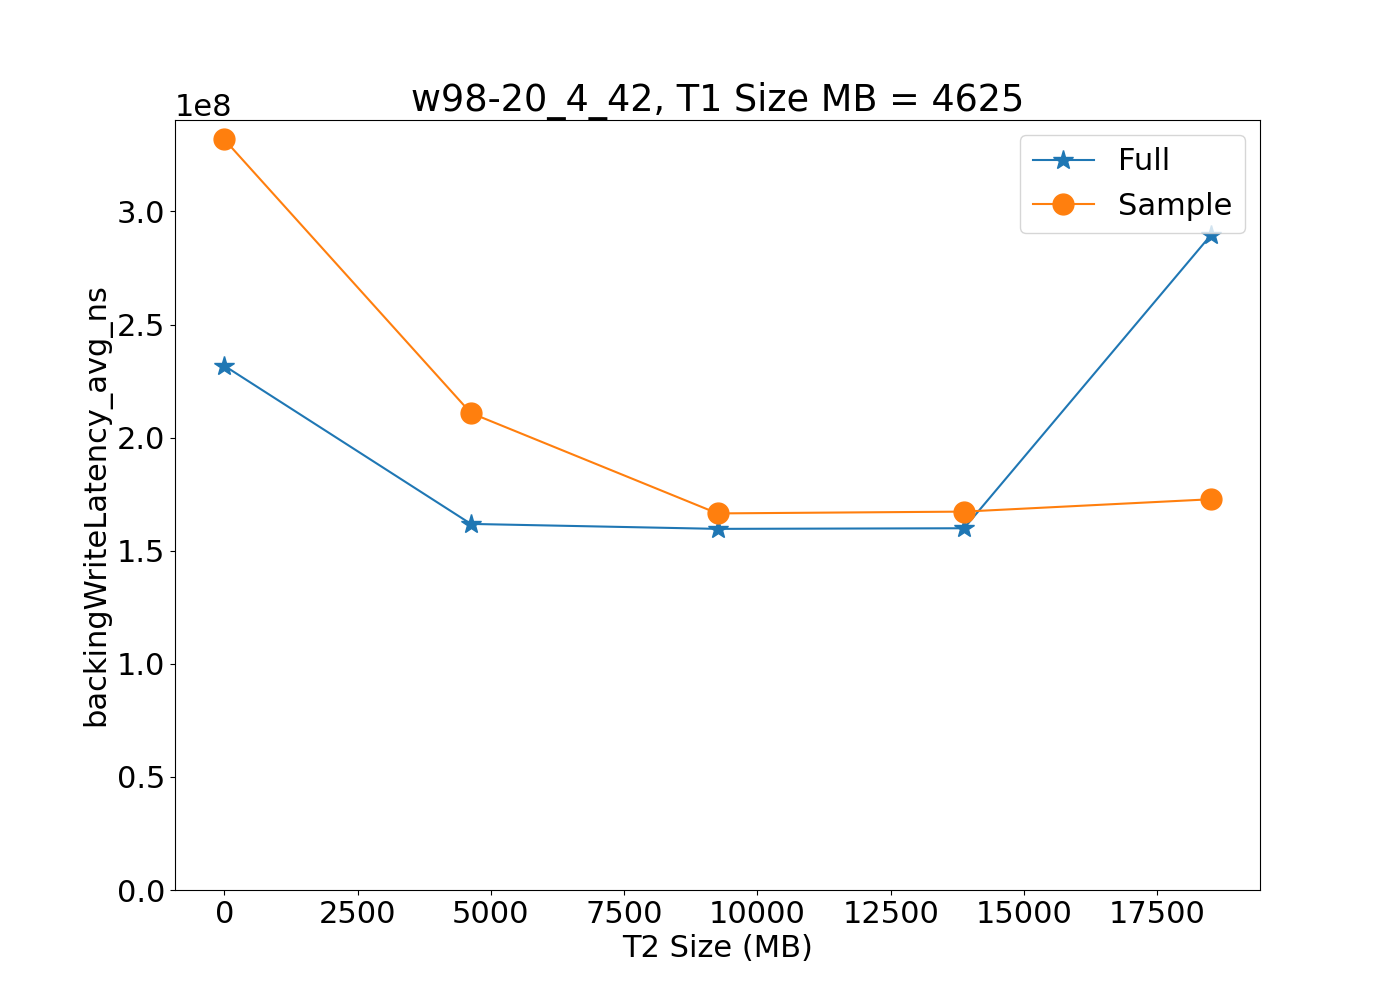 w98-20_4_42, T1 Size MB = 4625
1e8
Full
Sample
3.0
2.5
2.0
1.5
1.0
0.5
0.0
backingWriteLatency_avg_ns
0 2500 5000 7500 10000 12500 15000 17500
T2 Size (MB)